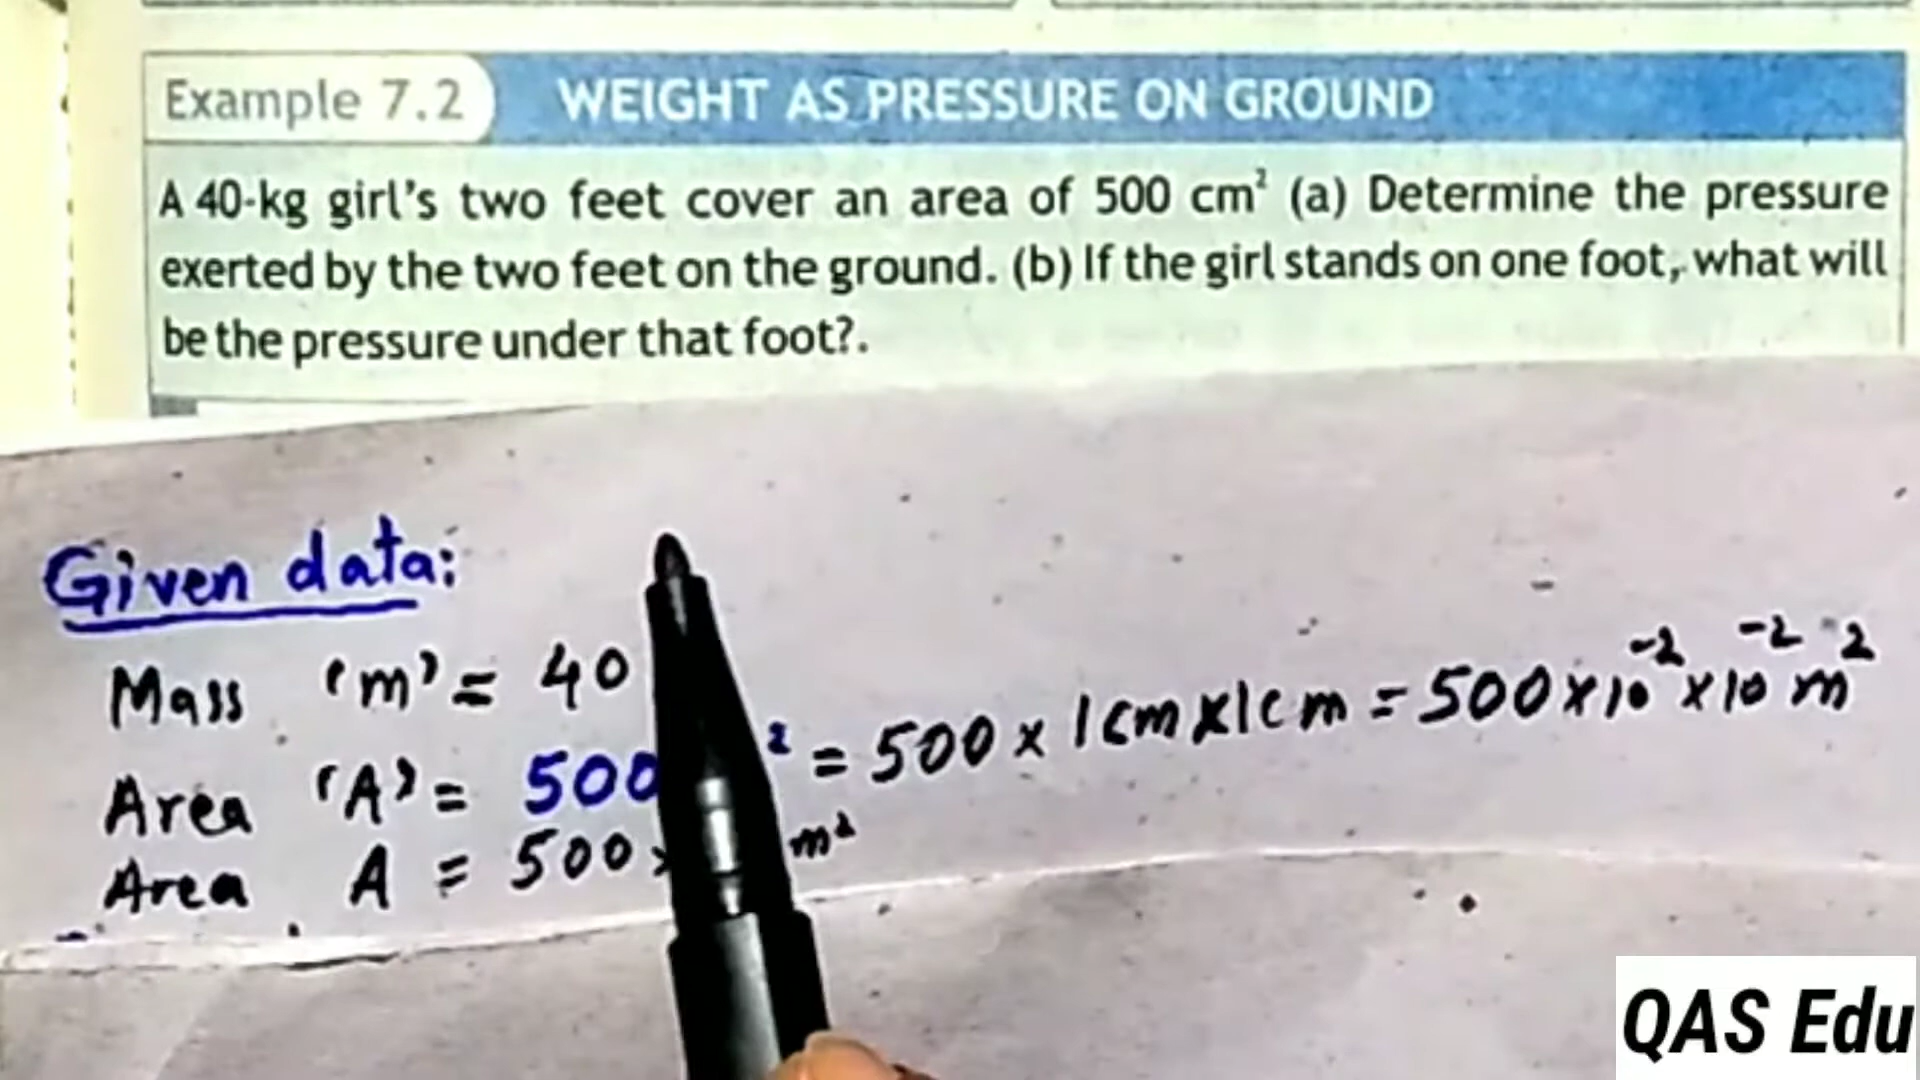 Example 7.2 WEIGHT AS PRESSURE ON GROUND
A 40-kg girl's two feet cover an area of 500 cm² (a) Determine the pressure
exerted by the two feet on the ground. (b) If the girl stands on one foot, what will
be the pressure under that foot?.
Given data:
Mass 'm' = 40
Area 'A' = 500 ² = 500 × 1cm × 1cm = 500 × 10⁻² × 10⁻² m²
Area A = 500 × m²
QAS Edu